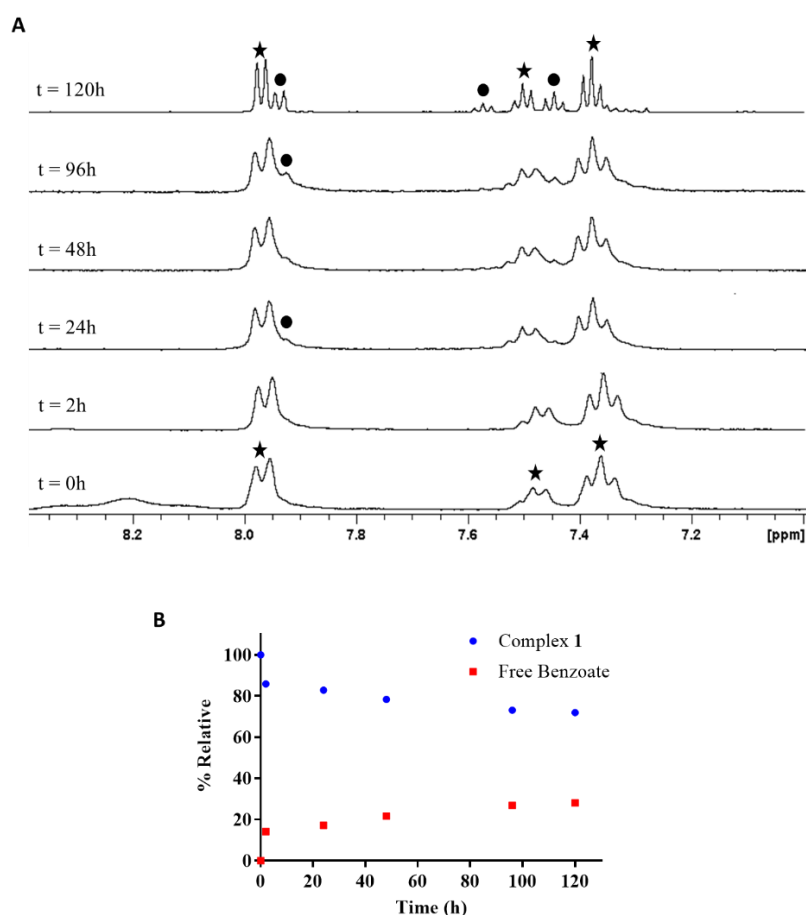 A
t = 120h
t = 96h
t = 48h
t = 24h
t = 2h
t = 0h
8.2 8.0 7.8 7.6 7.4 7.2 [ppm]
B
Complex 1
Free Benzoate
% Relative
100
80
60
40
20
0
0 20 40 60 80 100 120
Time (h)